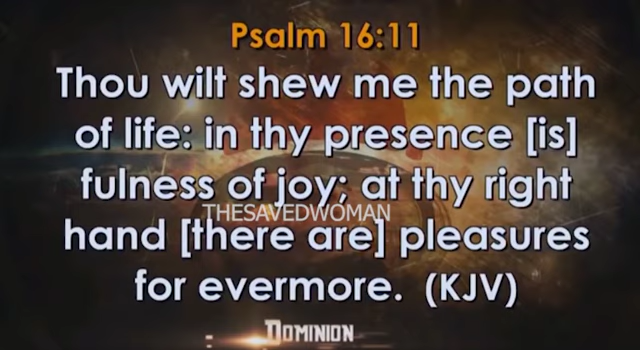 Psalm 16:11
Thou wilt shew me the path
of life: in thy presence [is]
fulness of joy; at thy right
THESAVEDWOMAN
hand [there are] pleasures
for evermore. (KJV)
DOMINION